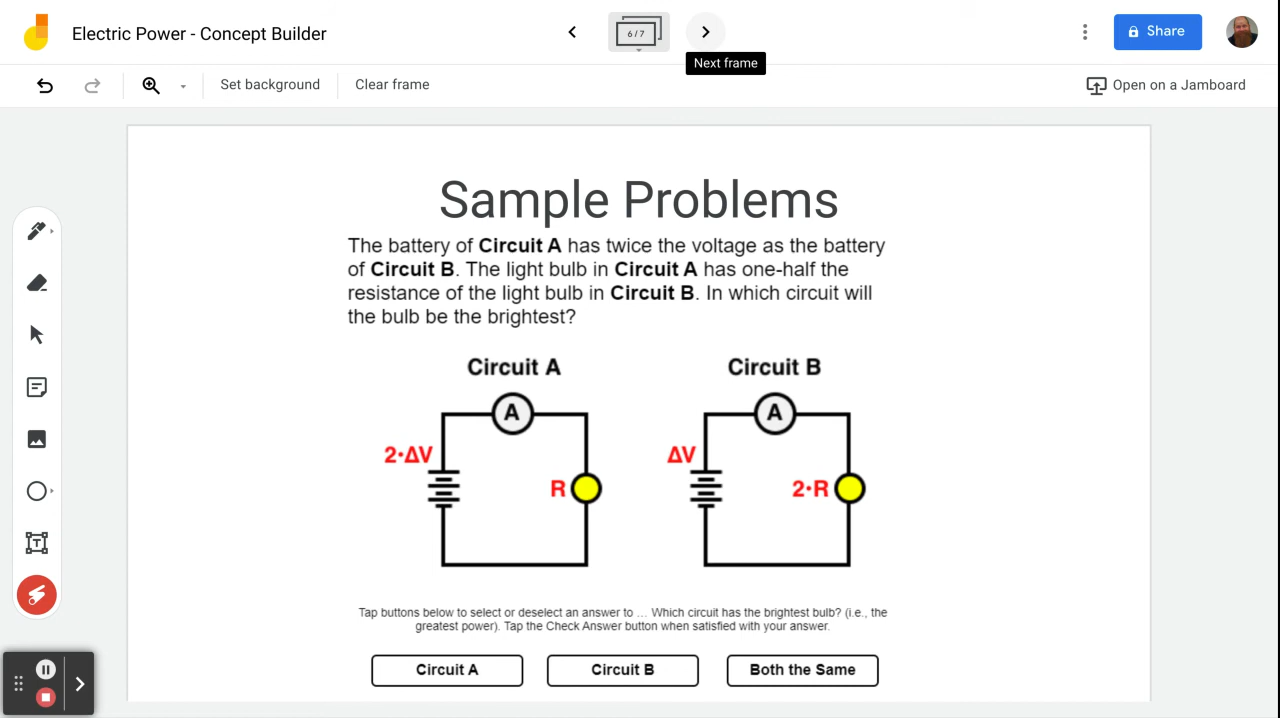 Electric Power - Concept Builder
6 / 7
Share
Next frame
Set background
Clear frame
Open on a Jamboard
Sample Problems
The battery of Circuit A has twice the voltage as the battery
of Circuit B. The light bulb in Circuit A has one-half the
resistance of the light bulb in Circuit B. In which circuit will
the bulb be the brightest?
Circuit A
Circuit B
A
A
2·ΔV
ΔV
R
2·R
T
Tap buttons below to select or deselect an answer to ... Which circuit has the brightest bulb? (i.e., the
greatest power). Tap the Check Answer button when satisfied with your answer.
Circuit A
Circuit B
Both the Same